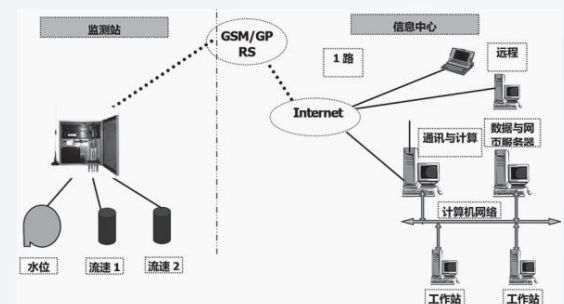 监测站
GSM/GP
RS
信息中心
1 路
远程
Internet
通讯与计算
数据与网
页服务器
计算机网络
水位
流速 1
流速 2
工作站
工作站